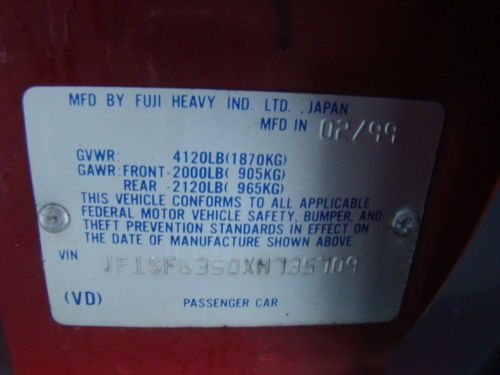 MFD BY FUJI HEAVY IND. LTD., JAPAN
MFD IN 02/99
GVWR: 4120LB(1870KG)
GAWR: FRONT-2000LB( 905KG)
REAR -2120LB( 965KG)
THIS VEHICLE CONFORMS TO ALL APPLICABLE
FEDERAL MOTOR VEHICLE SAFETY, BUMPER, AND
THEFT PREVENTION STANDARDS IN EFFECT ON
THE DATE OF MANUFACTURE SHOWN ABOVE.
VIN JF1SF6350XH735709
(VD) PASSENGER CAR